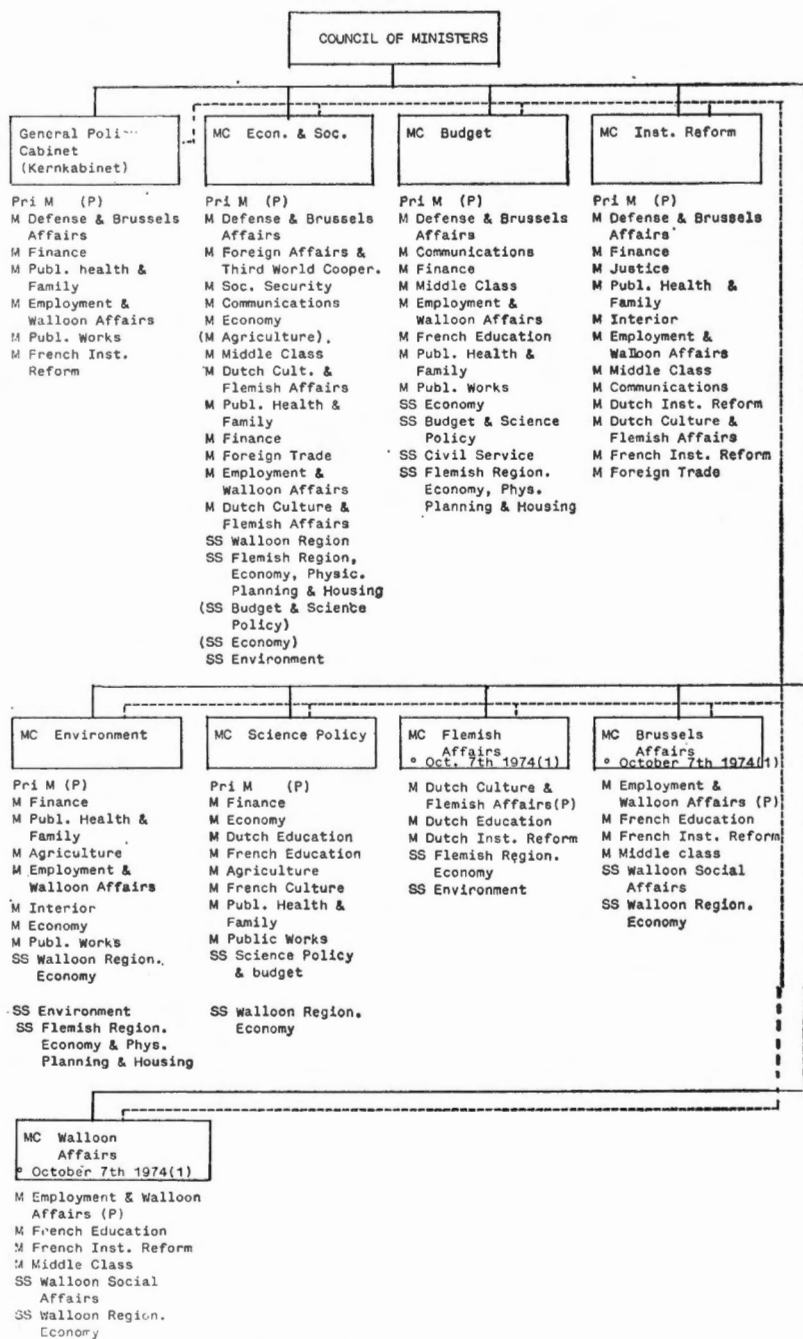 COUNCIL OF MINISTERS
General Poli
Cabinet
(Kernkabinet)
Pri M (P)
M Defense & Brussels
Affairs
M Finance
M Publ. health &
Family
M Employment &
Walloon Affairs
M Publ. Works
M French Inst.
Reform
MC Econ. & Soc.
Pri M (P)
M Defense & Brussels
Affairs
M Foreign Affairs &
Third World Cooper.
M Soc. Security
M Communications
M Economy
(M Agriculture).
M Middle Class
M Dutch Cult. &
Flemish Affairs
M Publ. Health &
Family
M Finance
M Foreign Trade
M Employment &
Walloon Affairs
M Dutch Culture &
Flemish Affairs
SS Walloon Region
SS Flemish Region,
Economy, Physic.
Planning & Housing
(SS Budget & Science
Policy)
(SS Economy)
SS Environment
MC Budget
Pri M (P)
M Defense & Brussels
Affairs
M Communications
M Finance
M Middle Class
M Employment &
Walloon Affairs
M French Education
M Publ. Health &
Family
M Publ. Works
SS Economy
SS Budget & Science
Policy
SS Civil Service
SS Flemish Region.
Economy, Phys.
Planning & Housing
MC Inst. Reform
Pri M (P)
M Defense & Brussels
Affairs
M Finance
M Justice
M Publ. Health &
Family
M Interior
M Employment &
Walloon Affairs
M Middle Class
M Communications
M Dutch Inst. Reform
M Dutch Culture &
Flemish Affairs
M French Inst. Reform
M Foreign Trade
MC Environment
Pri M (P)
M Finance
M Publ. Health &
Family
M Agriculture
M Employment &
Walloon Affairs
M Interior
M Economy
M Publ. Works
SS Walloon Region.
Economy
SS Environment
SS Flemish Region.
Economy & Phys.
Planning & Housing
MC Science Policy
Pri M (P)
M Finance
M Economy
M Dutch Education
M French Education
M Agriculture
M French Culture
M Publ. Health &
Family
M Public Works
SS Science Policy
& budget
SS Walloon Region.
Economy
MC Flemish
Affairs
° Oct. 7th 1974(1)
M Dutch Culture &
Flemish Affairs(P)
M Dutch Education
M Dutch Inst. Reform
SS Flemish Region.
Economy
SS Environment
MC Brussels
Affairs
° October 7th 1974(1)
M Employment &
Walloon Affairs (P)
M French Education
M French Inst. Reform
M Middle class
SS Walloon Social
Affairs
SS Walloon Region.
Economy
MC Walloon
Affairs
° October 7th 1974(1)
M Employment & Walloon
Affairs (P)
M French Education
M French Inst. Reform
M Middle Class
SS Walloon Social
Affairs
SS Walloon Region.
Economy